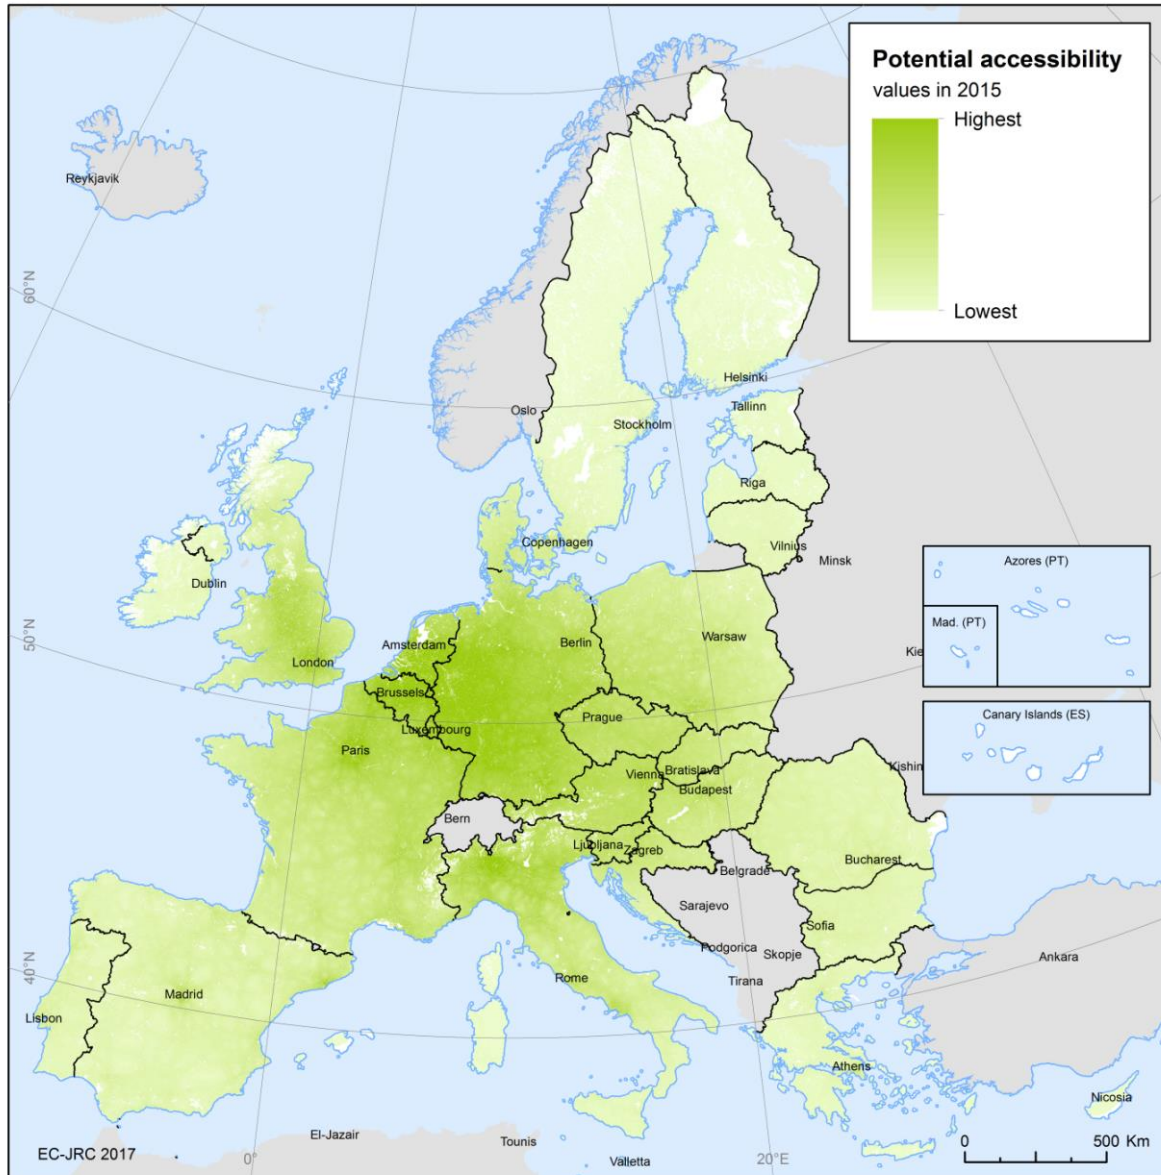 Potential accessibility
values in 2015
Highest
Lowest
Reykjavik
60°N
Helsinki
Oslo
Tallinn
Stockholm
Riga
Copenhagen
Vilnius
Minsk
Dublin
Azores (PT)
Mad. (PT)
50°N
Amsterdam
Berlin
Warsaw
Kie
London
Brussels
Canary Islands (ES)
Prague
Luxembourg
Paris
Kishin
Vienna
Bratislava
Budapest
Bern
Ljubljana
Zagreb
Bucharest
Belgrade
Sarajevo
Sofia
40°N
Podgorica
Skopje
Ankara
Rome
Tirana
Madrid
Lisbon
Athens
Nicosia
El-Jazair
Tounis
0
500 Km
EC-JRC 2017
0°
Valletta
20°E